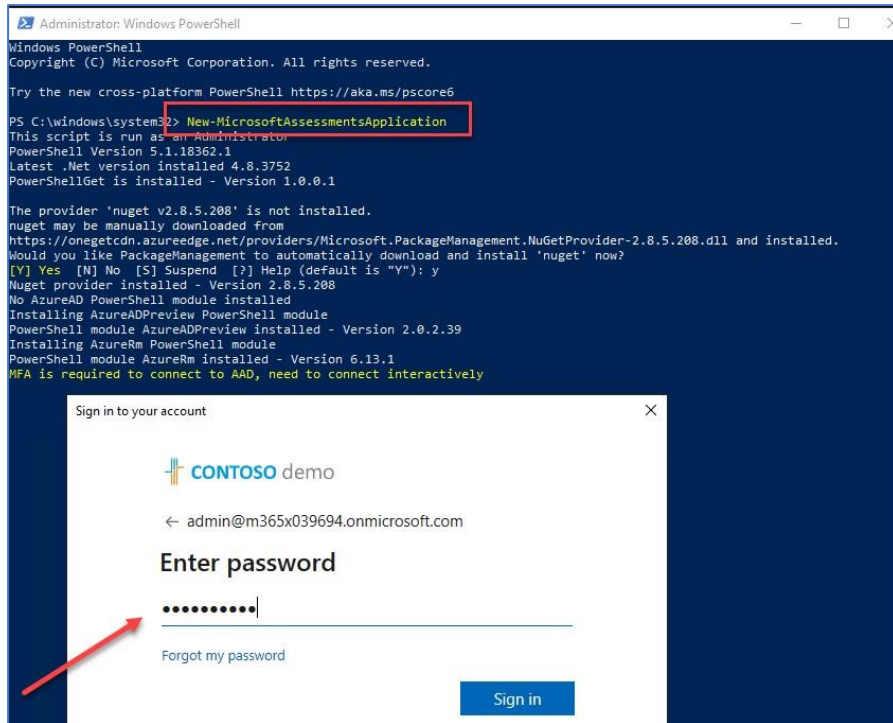 Administrator: Windows PowerShell
Windows PowerShell
Copyright (C) Microsoft Corporation. All rights reserved.
Try the new cross-platform PowerShell https://aka.ms/pscore6
PS C:\windows\system32> New-MicrosoftAssessmentsApplication
This script is run as an Administrator
PowerShell Version 5.1.18362.1
Latest .Net version installed 4.8.3752
PowerShellGet is installed - Version 1.0.0.1
The provider 'nuget v2.8.5.208' is not installed.
nuget may be manually downloaded from
https://onegetcdn.azureedge.net/providers/Microsoft.PackageManagement.NuGetProvider-2.8.5.208.dll and installed.
Would you like PackageManagement to automatically download and install 'nuget' now?
[Y] Yes  [N] No  [S] Suspend  [?] Help (default is "Y"): y
Nuget provider installed - Version 2.8.5.208
No AzureAD PowerShell module installed
Installing AzureADPreview PowerShell module
PowerShell module AzureADPreview installed - Version 2.0.2.39
Installing AzureRm PowerShell module
PowerShell module AzureRm installed - Version 6.13.1
MFA is required to connect to AAD, need to connect interactively
Sign in to your account
CONTOSO demo
admin@m365x039694.onmicrosoft.com
Enter password
Forgot my password
Sign in